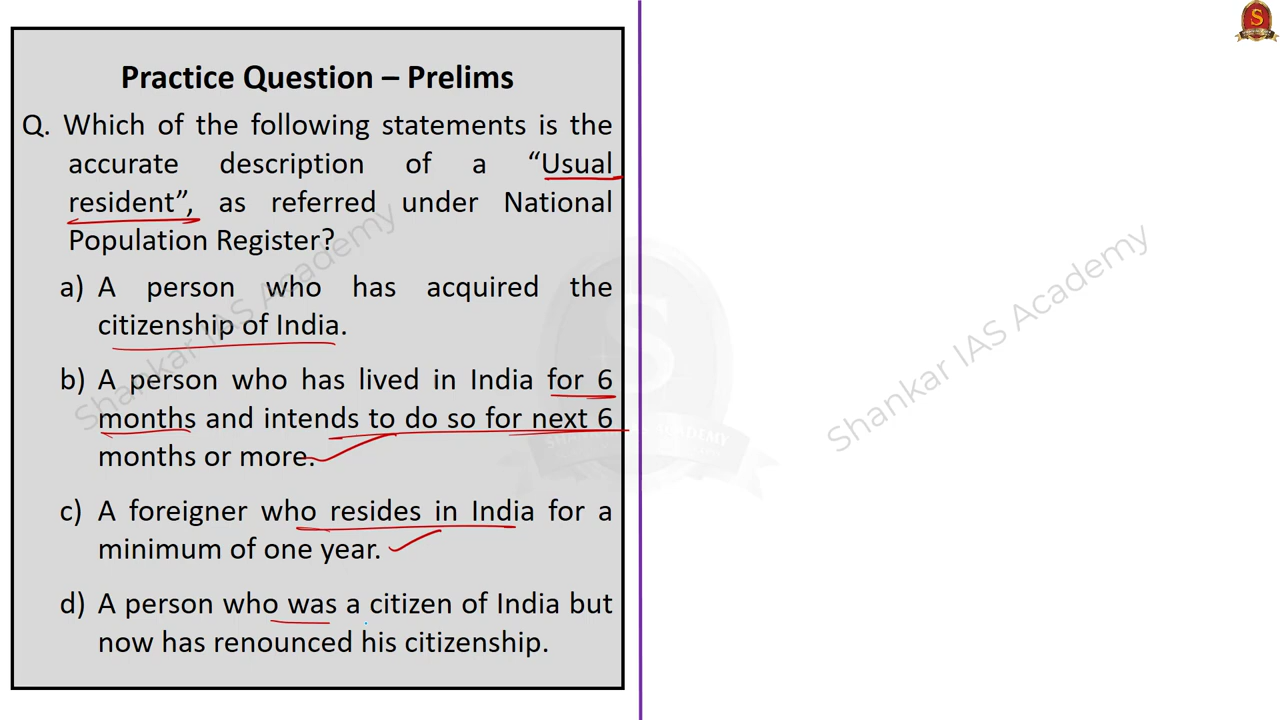 Practice Question – Prelims
Q. Which of the following statements is the
accurate description of a “Usual
resident”, as referred under National
Population Register?
a) A person who has acquired the
citizenship of India.
b) A person who has lived in India for 6
months and intends to do so for next 6
months or more.
c) A foreigner who resides in India for a
minimum of one year.
d) A person who was a citizen of India but
now has renounced his citizenship.
Shankar IAS Academy
Shankar IAS Academy